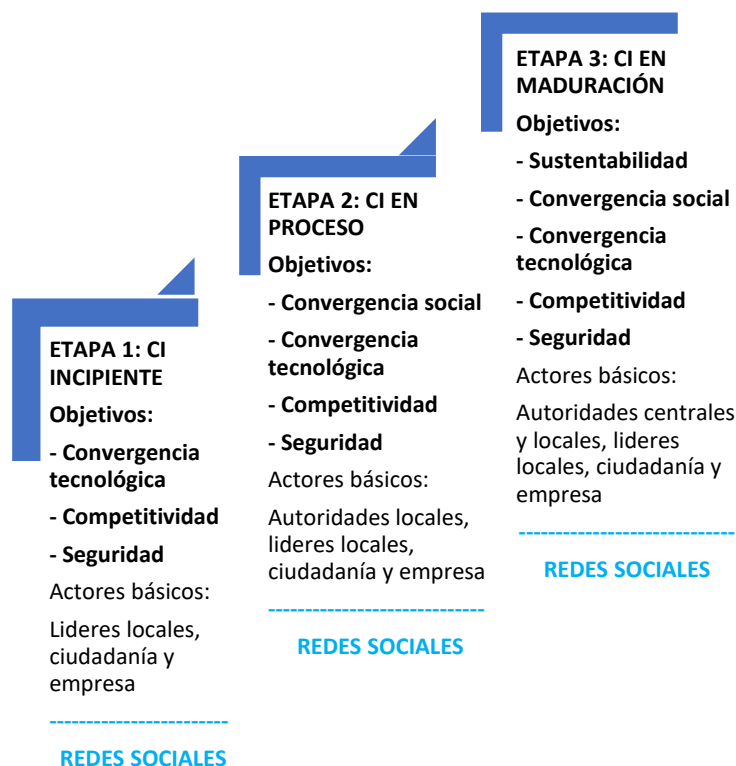 ETAPA 1: CI
INCIPIENTE
Objetivos:
- Convergencia
tecnológica
- Competitividad
- Seguridad
Actores básicos:
Lideres locales,
ciudadanía y
empresa
------------------------
REDES SOCIALES
ETAPA 2: CI EN
PROCESO
Objetivos:
- Convergencia social
- Convergencia
tecnológica
- Competitividad
- Seguridad
Actores básicos:
Autoridades locales,
lideres locales,
ciudadanía y empresa
-----------------------------
REDES SOCIALES
ETAPA 3: CI EN
MADURACIÓN
Objetivos:
- Sustentabilidad
- Convergencia social
- Convergencia
tecnológica
- Competitividad
- Seguridad
Actores básicos:
Autoridades centrales
y locales, lideres
locales, ciudadanía y
empresa
-----------------------------
REDES SOCIALES